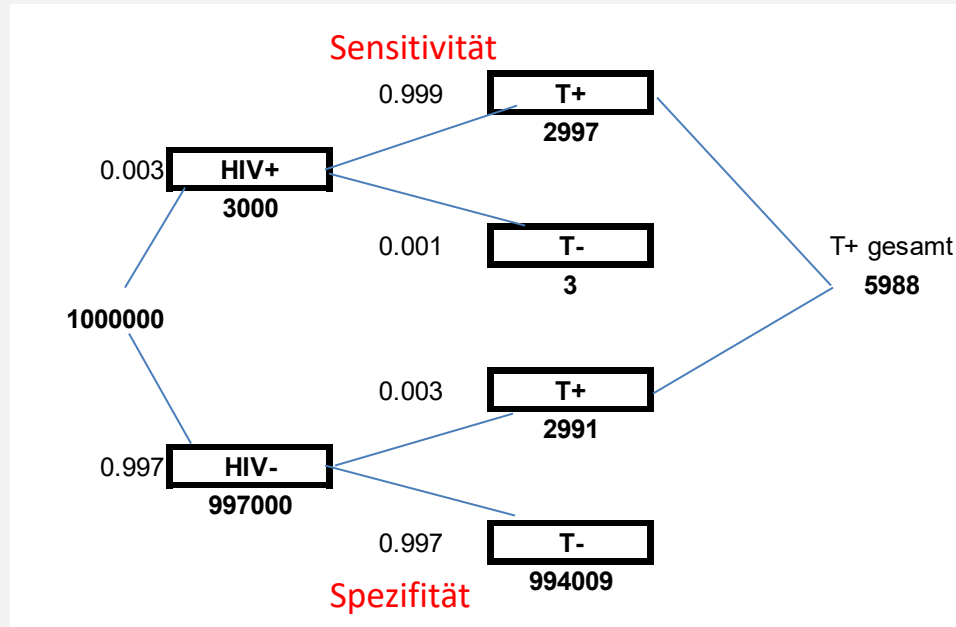 Sensitivität
0.999 T+
2997
0.003 HIV+
3000
0.001 T-
3
T+ gesamt
5988
1000000
0.003 T+
2991
0.997 HIV-
997000
0.997 T-
994009
Spezifität